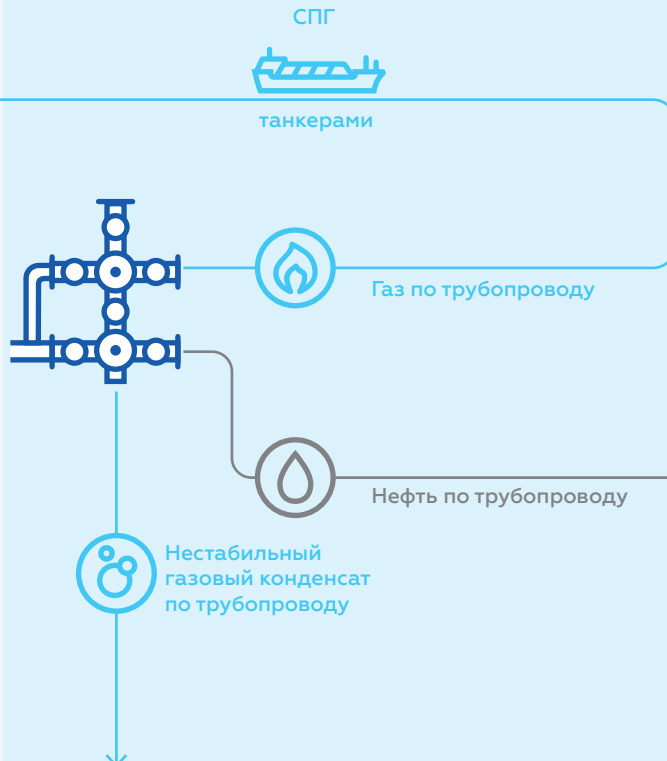 СПГ
танкерами
Газ по трубопроводу
Нефть по трубопроводу
Нестабильный
газовый конденсат
по трубопроводу